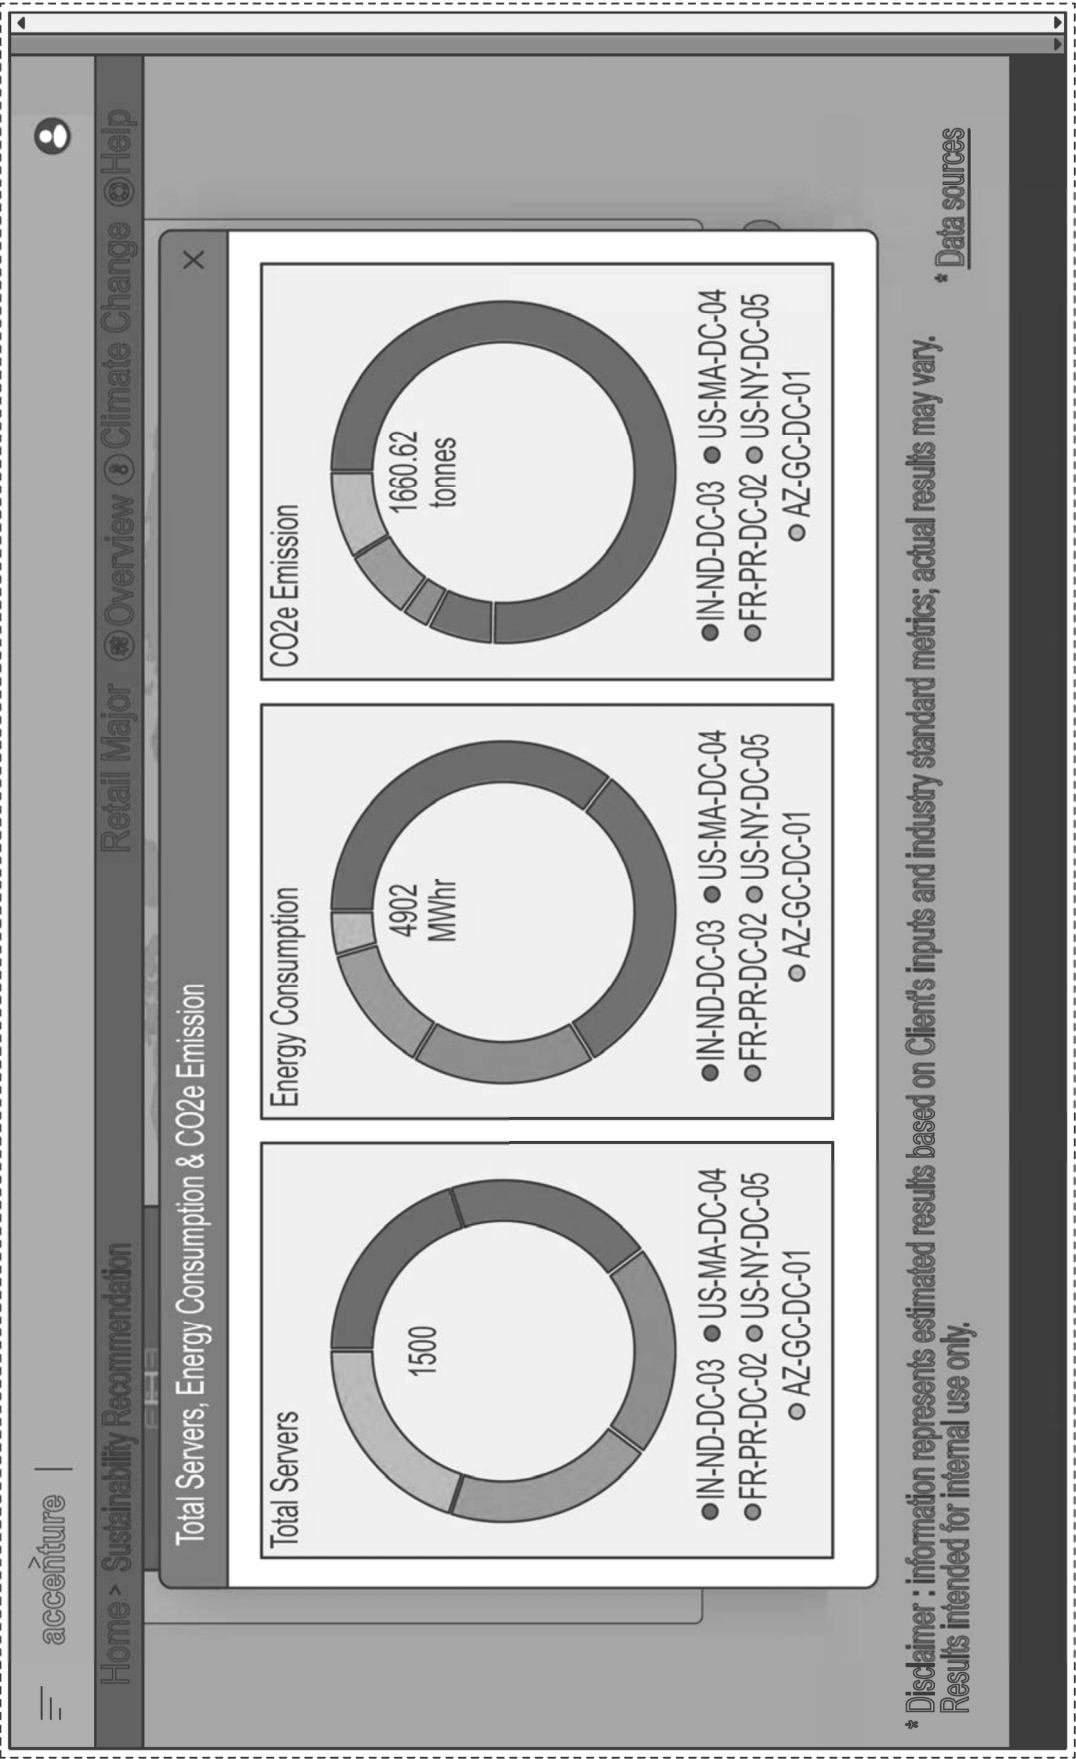 accenture
Home > Sustainability Recommendation
Retail Major Overview Climate Change Help
Total Servers, Energy Consumption & CO2e Emission X
Total Servers
1500
IN-ND-DC-03 US-MA-DC-04
FR-PR-DC-02 US-NY-DC-05
AZ-GC-DC-01
Energy Consumption
4902
MWhr
IN-ND-DC-03 US-MA-DC-04
FR-PR-DC-02 US-NY-DC-05
AZ-GC-DC-01
CO2e Emission
1660.62
tonnes
IN-ND-DC-03 US-MA-DC-04
FR-PR-DC-02 US-NY-DC-05
AZ-GC-DC-01
* Disclaimer : information represents estimated results based on Client's inputs and industry standard metrics; actual results may vary.
Results intended for internal use only.
* Data sources